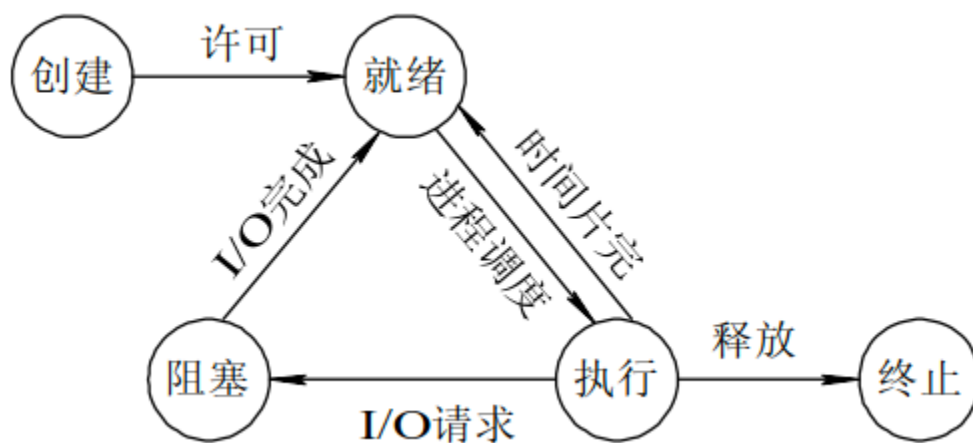 许可
创建
就绪
I/O完成
进程调度
时间片完
阻塞
I/O请求
执行
释放
终止